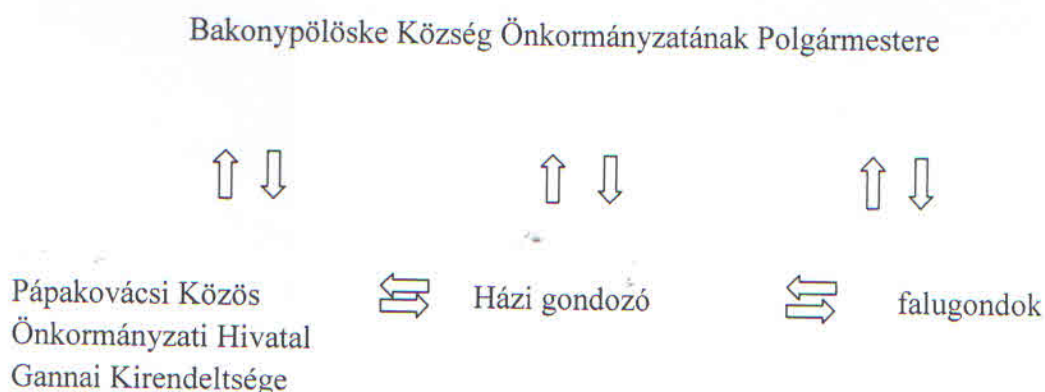 Bakonypölöske Község Önkormányzatának Polgármestere
Pápakovácsi Közös
Önkormányzati Hivatal
Gannai Kirendeltsége
Házi gondozó
falugondok